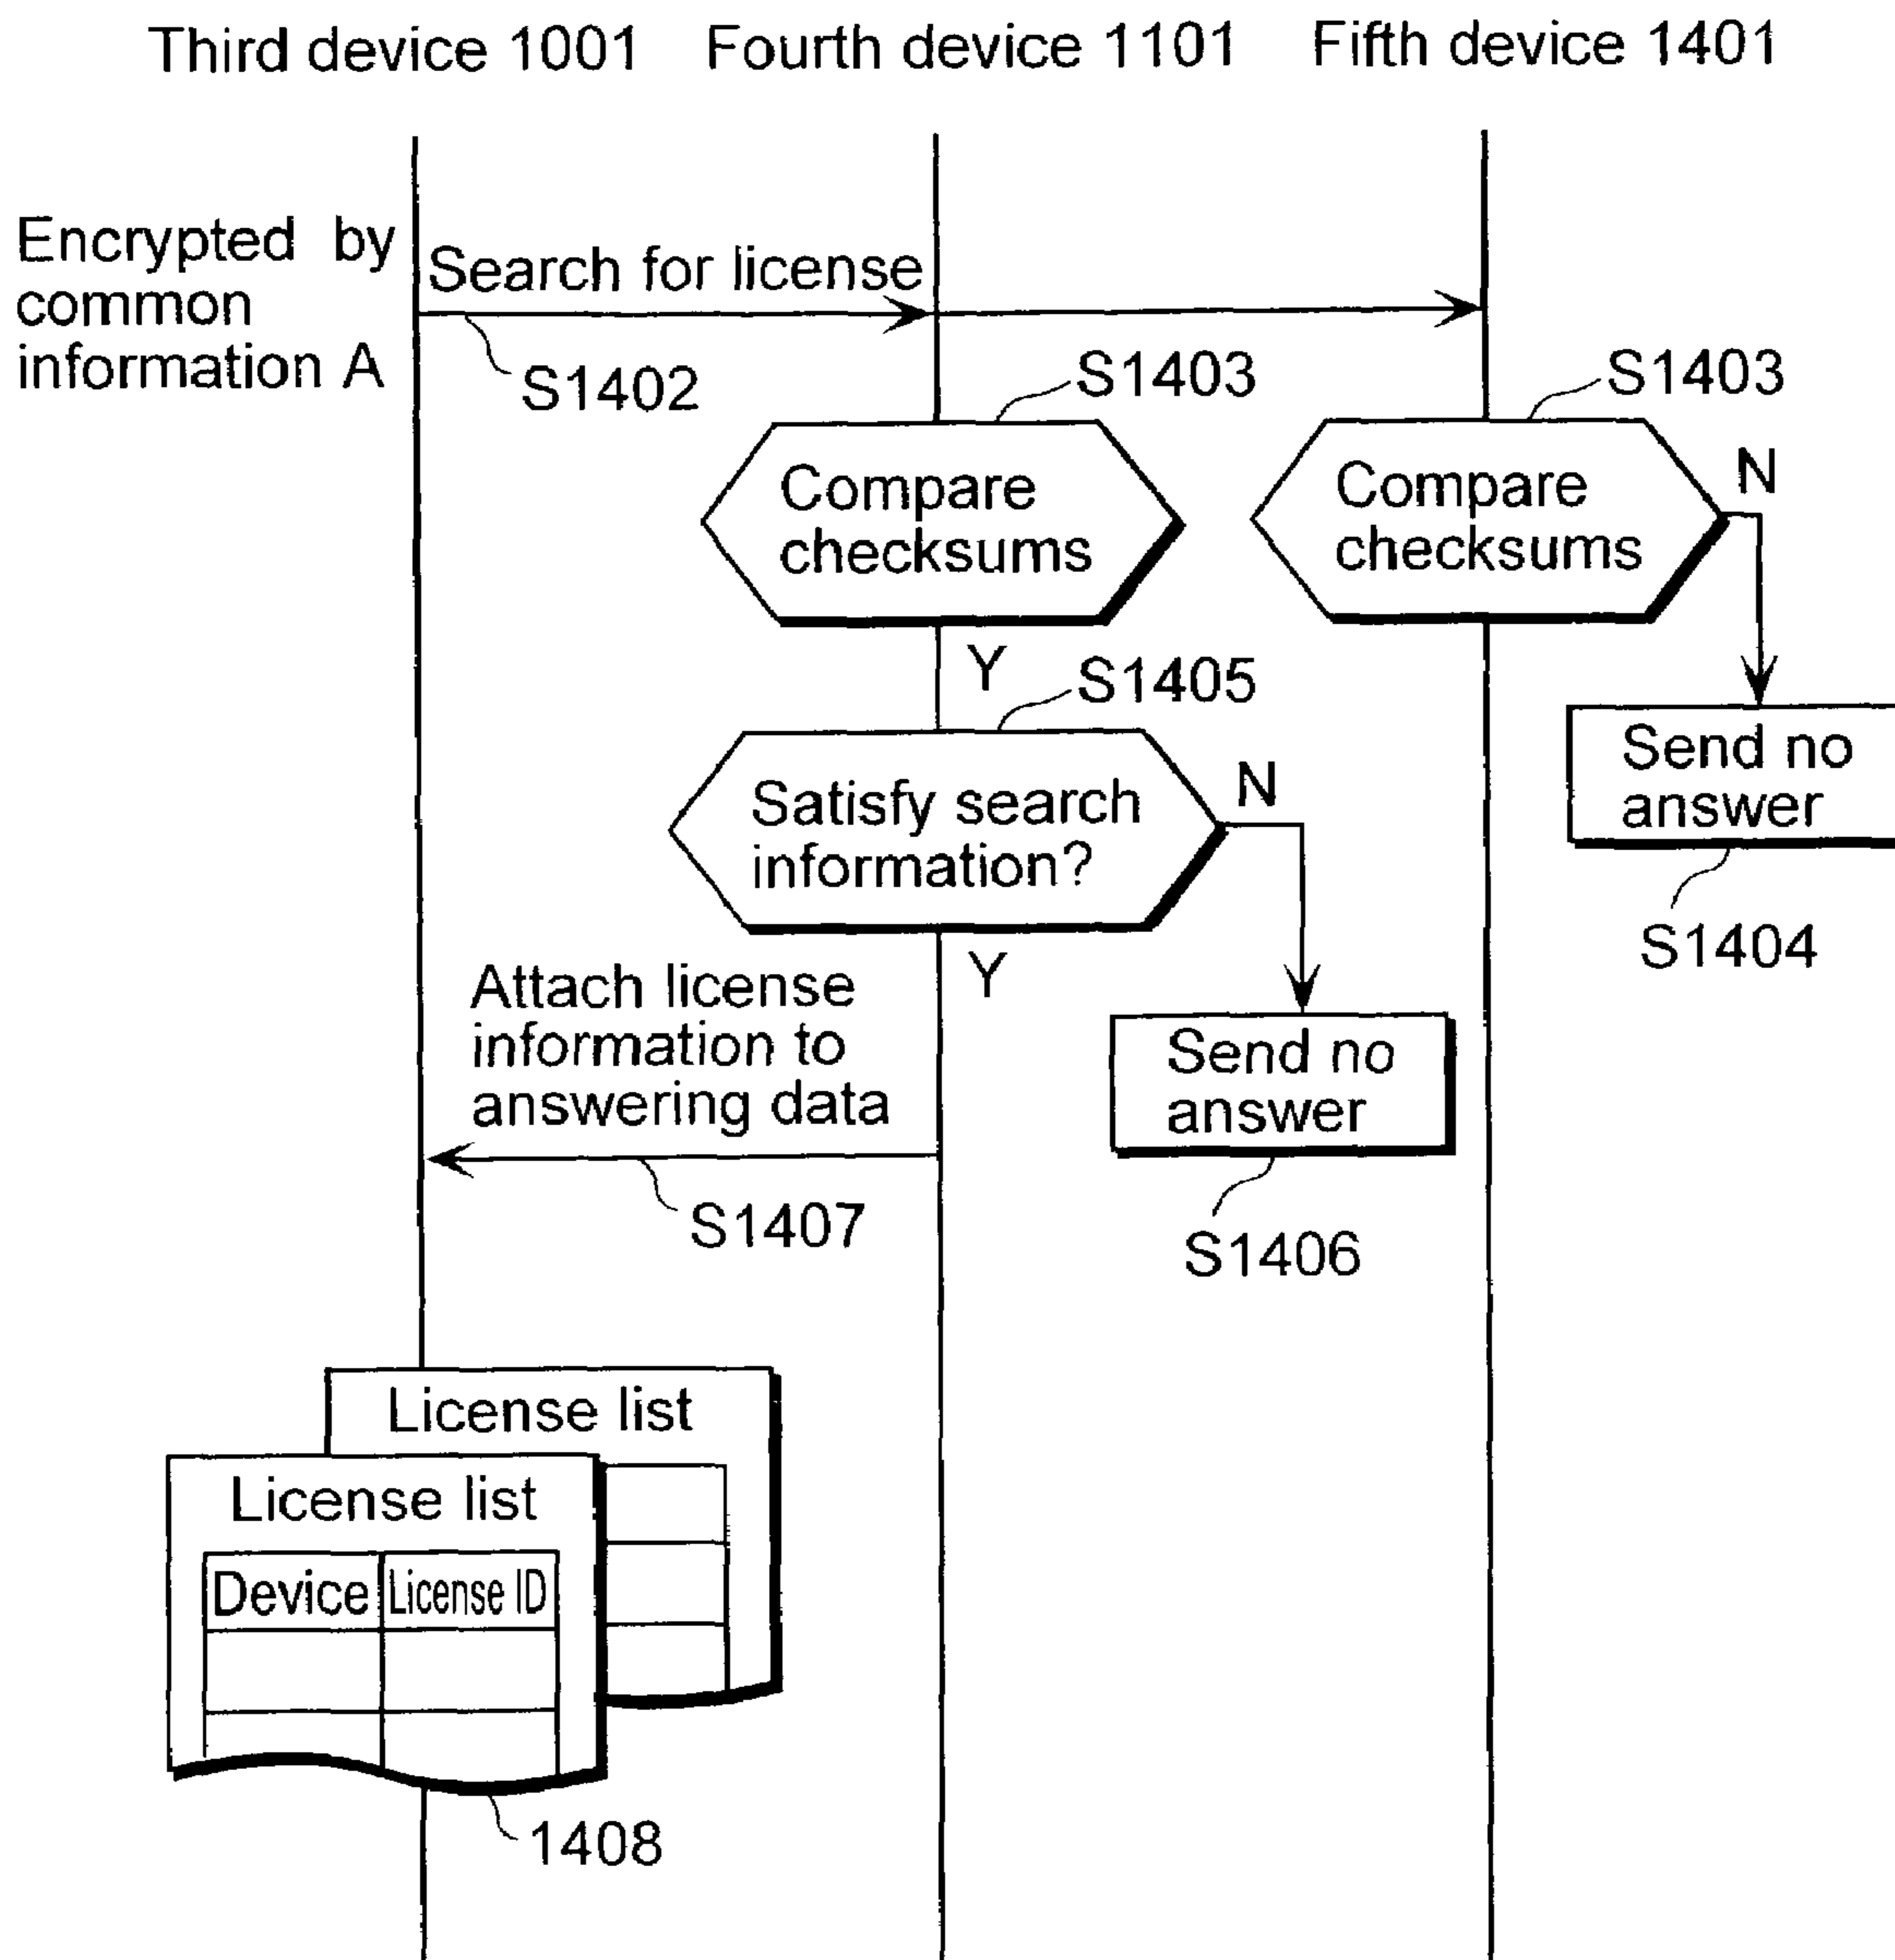 Third device 1001
Fourth device 1101
Fifth device 1401
Encrypted by
common
information A
Search for license
S1402
S1403
S1403
Compare
checksums
Compare
checksums
N
Y
S1405
Send no
answer
S1404
Satisfy search
information?
N
Y
Attach license
information to
answering data
Send no
answer
S1407
S1406
License list
License list
Device
License ID
1408